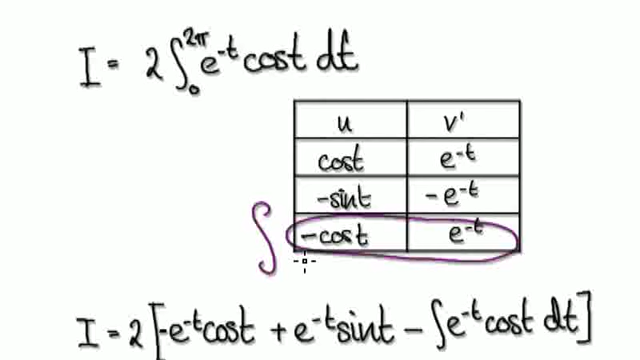 I = 2 ∫₀^{2π} e^{-t} cost dt
u v'
cost e^{-t}
-sint -e^{-t}
∫ -cost e^{-t}
I = 2 [-e^{-t}cost + e^{-t}sint - ∫e^{-t}cost dt]